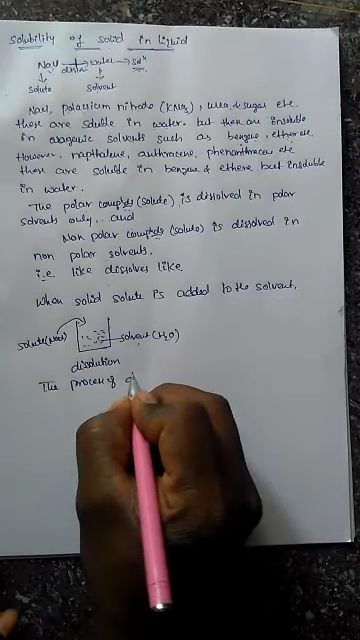 Solubility of solid in liquid
NaCl + water → Solⁿ
Solute Solvent
NaCl, potassium nitrate (KNO₃), urea & sugar etc.
these are soluble in water. but then are insoluble
in organic solvents such as benzene, ether etc.
However, napthalene, anthracene, phenanthracene etc
these are soluble in benzene & ether but insoluble
in water.
The polar compds (solute) is dissolved in polar
solvents only.. and
Non polar compds (solute) is dissolved in
non polar solvents.
i.e. like dissolves like.
When solid solute is added to the solvent,
solute (NaCl) solvent (H₂O)
disolution
The process of